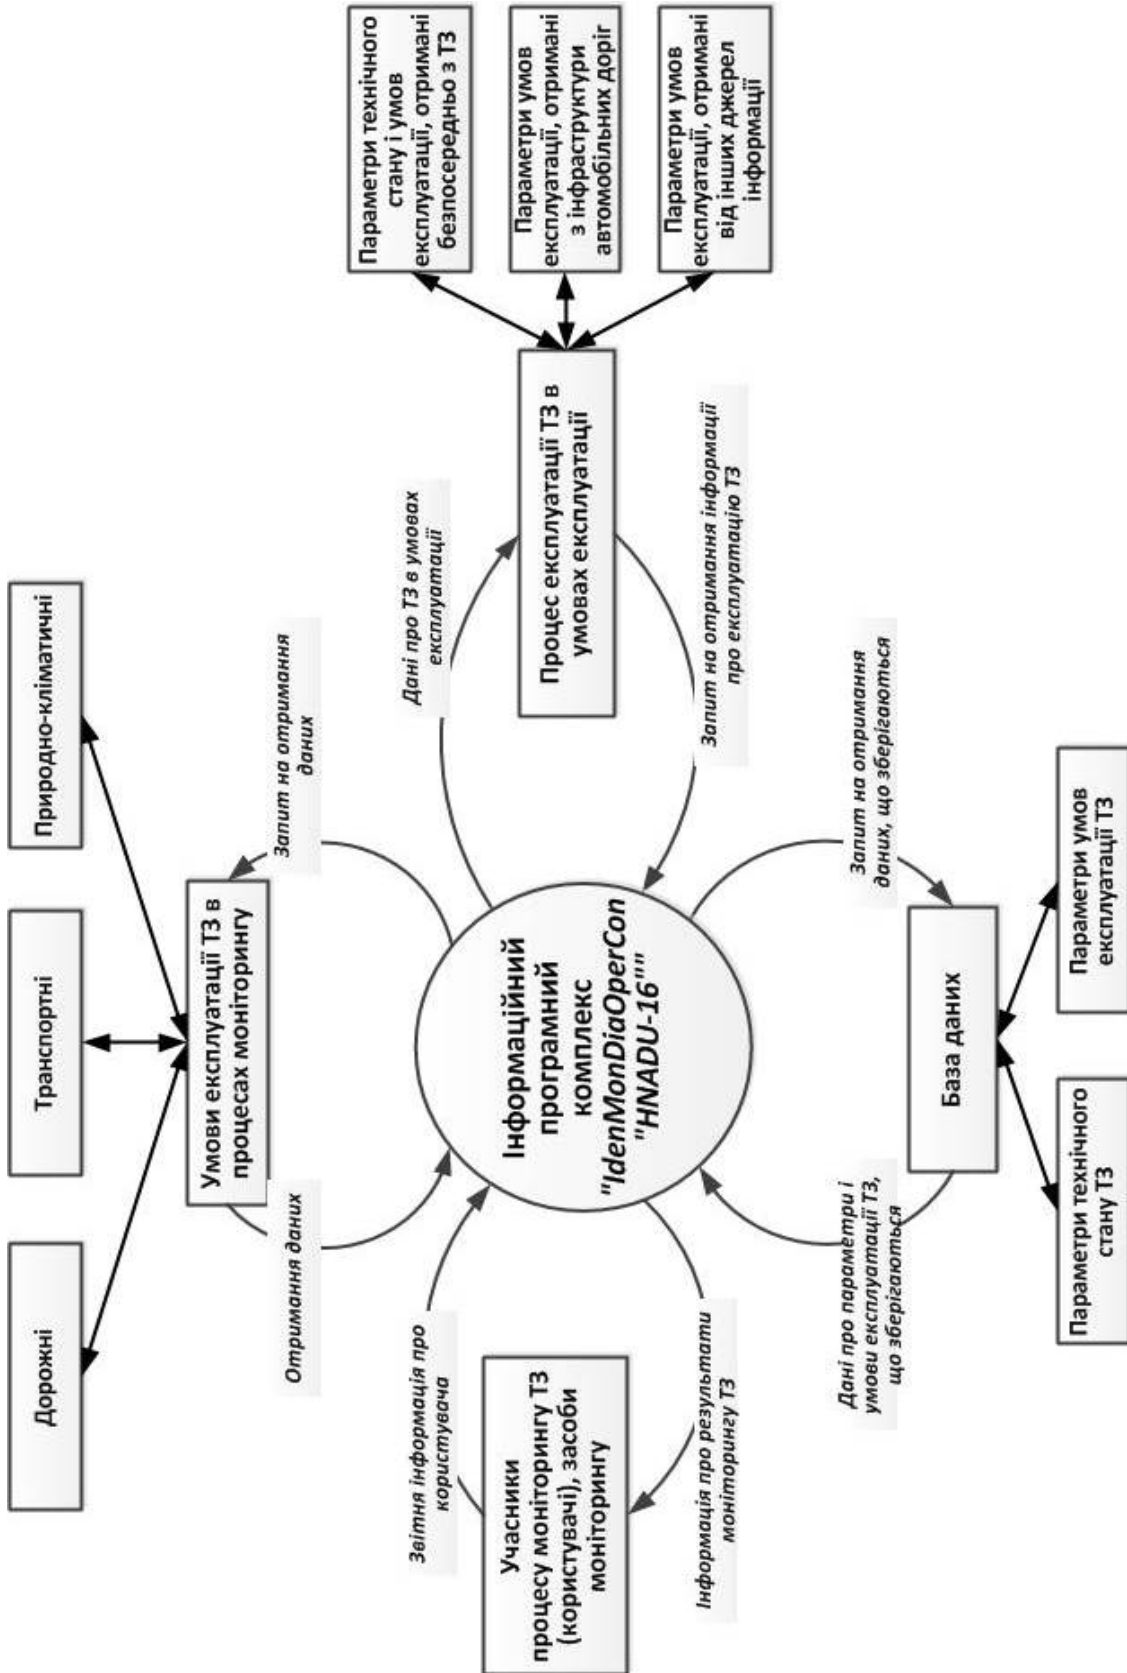 Дорожні
Транспортні
Природно-кліматичні
Умови експлуатації ТЗ в
процесах моніторингу
Отримання даних
Запит на отримання
даних
Звітня інформація про
користувача
Дані про ТЗ в умовах
експлуатації
Учасники
процесу моніторингу ТЗ
(користувачі), засоби
моніторингу
Інформаційний
програмний
комплекс
"IdenMonDiaOperCon
"HNADU-16""
Процес експлуатації ТЗ в
умовах експлуатації
Параметри технічного
стану і умов
експлуатації, отримані
безпосередньо з ТЗ
Параметри умов
експлуатації, отримані
з інфраструктури
автомобільних доріг
Параметри умов
експлуатації, отримані
від інших джерел
інформації
Інформація про результати
моніторингу ТЗ
Запит на отримання інформації
про експлуатацію ТЗ
Дані про параметри і
умови експлуатації ТЗ,
що зберігаються
Запит на отримання
даних, що зберігаються
База даних
Параметри технічного
стану ТЗ
Параметри умов
експлуатації ТЗ